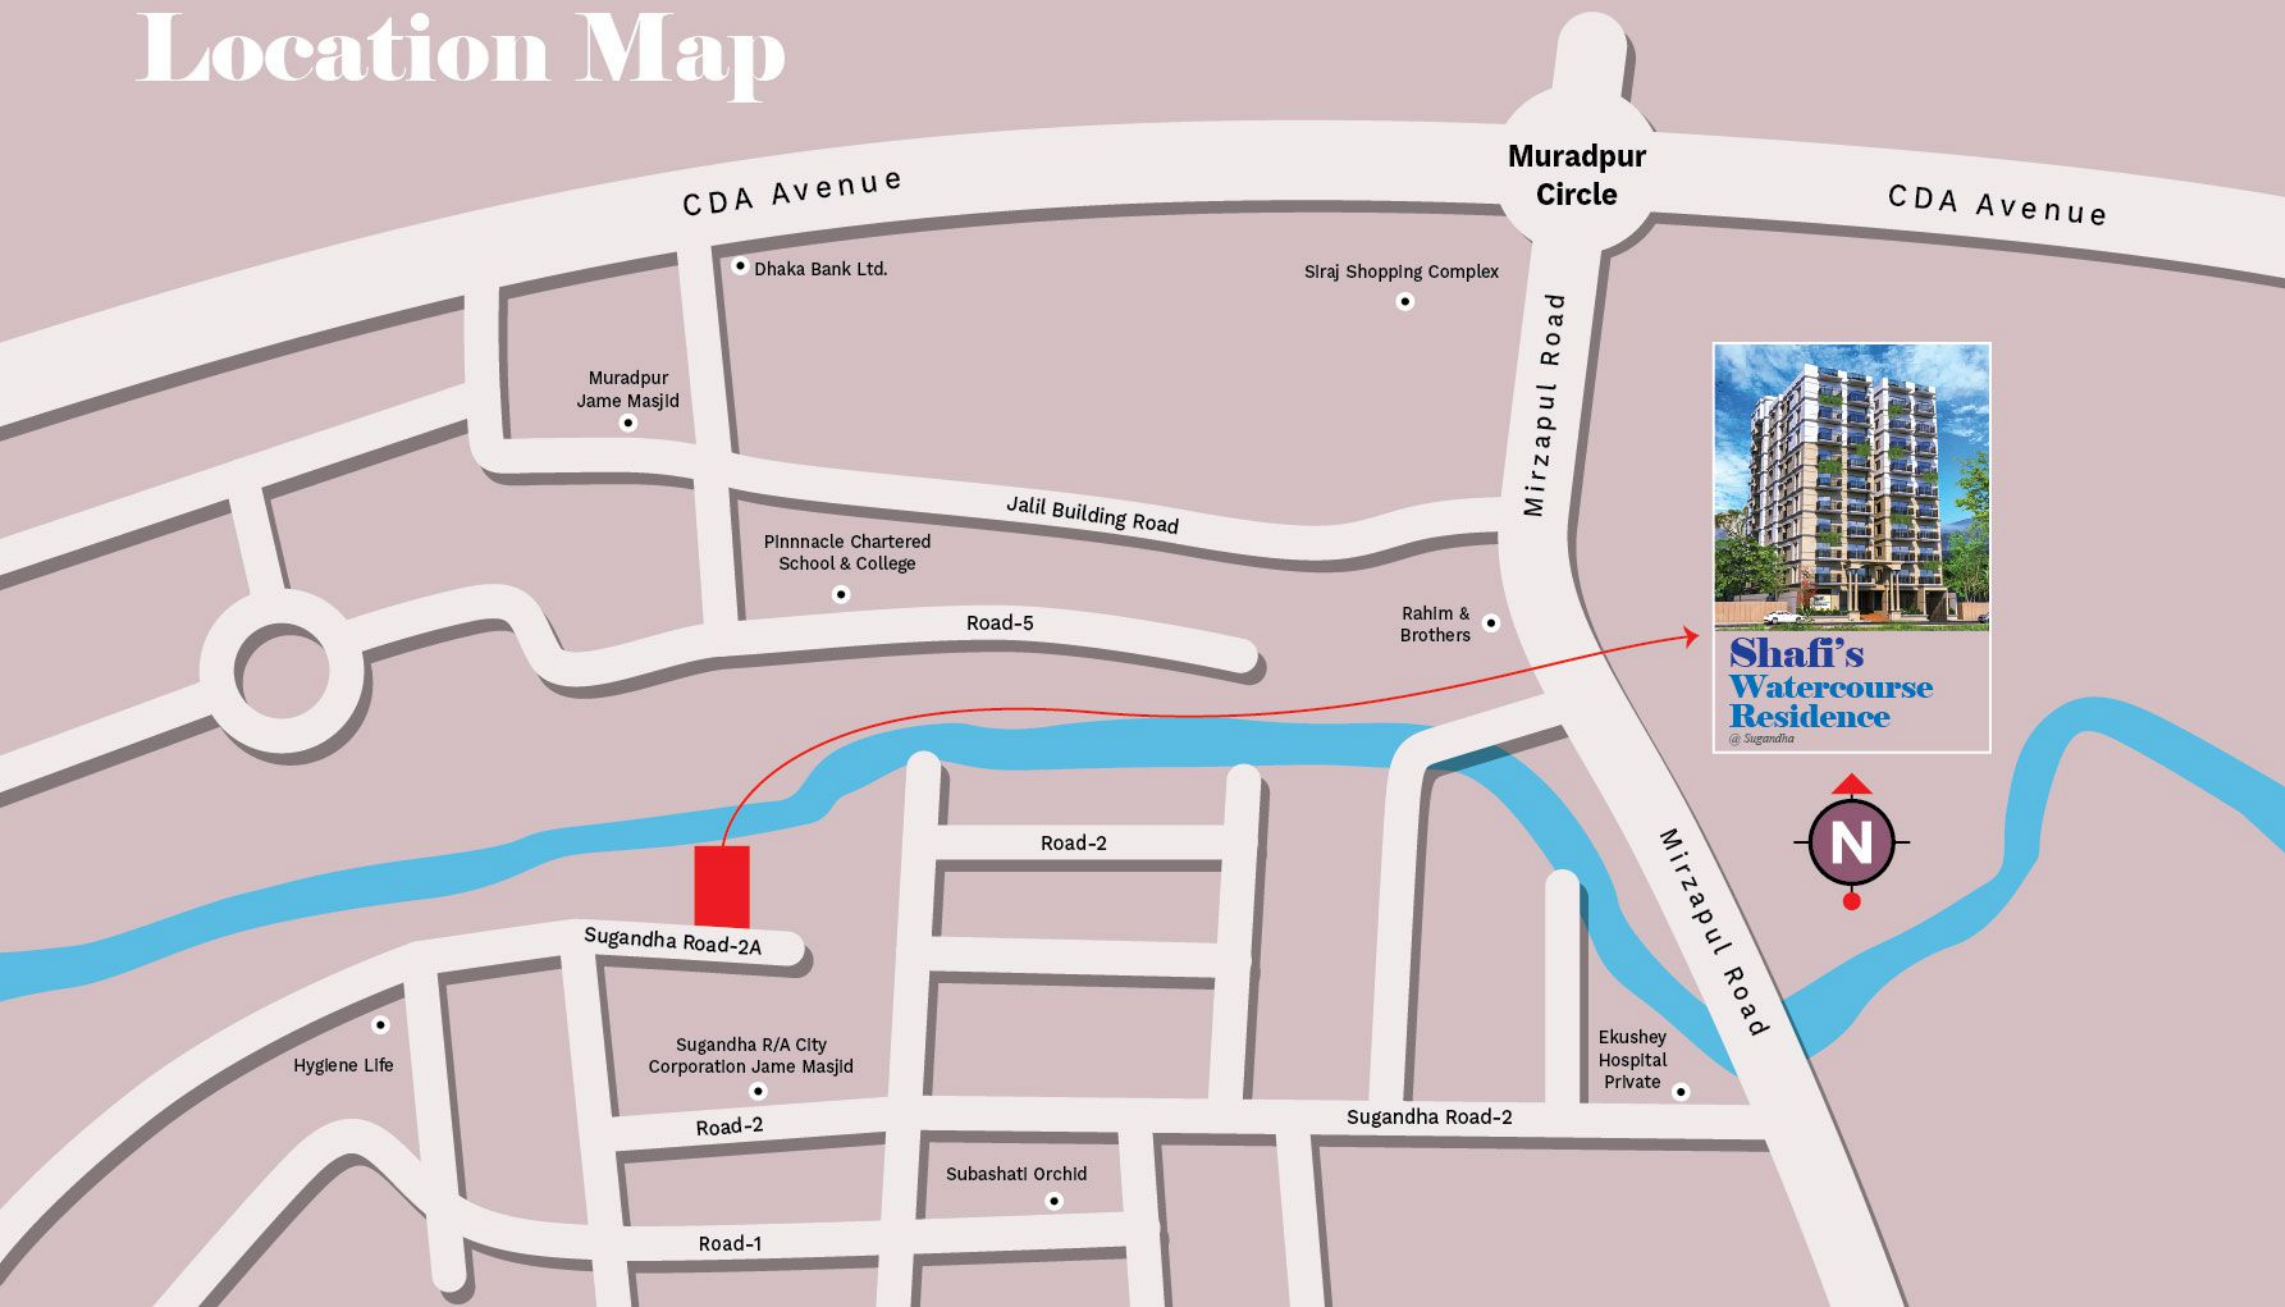 Location Map
Muradpur
Circle
CDA Avenue
CDA Avenue
Dhaka Bank Ltd.
Siraj Shopping Complex
Mirzapul Road
Muradpur
Jame Masjid
Jalil Building Road
Pinnnacle Chartered
School & College
Road-5
Rahim &
Brothers
Shafi's
Watercourse
Residence
@ Sugandha
N
Road-2
Mirzapul Road
Sugandha Road-2A
Hygiene Life
Sugandha R/A City
Corporation Jame Masjid
Ekushey
Hospital
Private
Road-2
Sugandha Road-2
Subashati Orchid
Road-1